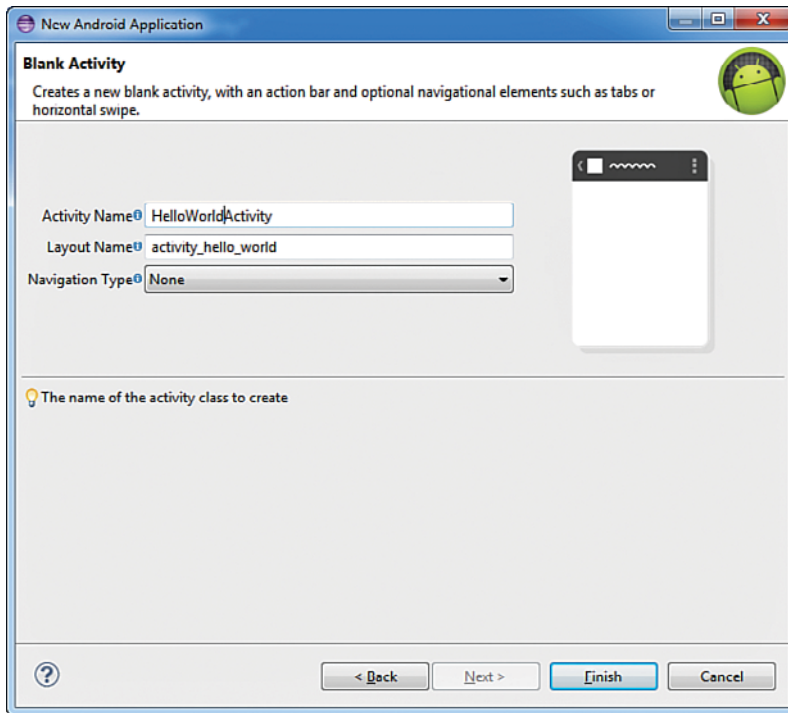 New Android Application
Blank Activity
Creates a new blank activity, with an action bar and optional navigational elements such as tabs or
horizontal swipe.
Activity Name HelloWorldActivity
Layout Name activity_hello_world
Navigation Type None
The name of the activity class to create
< Back Next > Finish Cancel